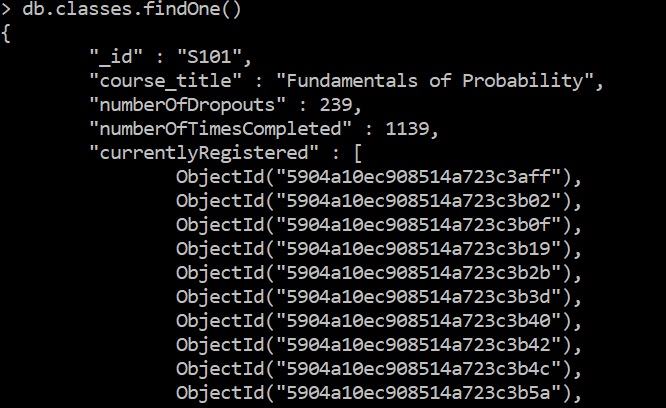 > db.classes.findOne()
{
"_id" : "S101",
"course_title" : "Fundamentals of Probability",
"numberOfDropouts" : 239,
"numberOfTimesCompleted" : 1139,
"currentlyRegistered" : [
ObjectId("5904a10ec908514a723c3aff"),
ObjectId("5904a10ec908514a723c3b02"),
ObjectId("5904a10ec908514a723c3b0f"),
ObjectId("5904a10ec908514a723c3b19"),
ObjectId("5904a10ec908514a723c3b2b"),
ObjectId("5904a10ec908514a723c3b3d"),
ObjectId("5904a10ec908514a723c3b40"),
ObjectId("5904a10ec908514a723c3b42"),
ObjectId("5904a10ec908514a723c3b4c"),
ObjectId("5904a10ec908514a723c3b5a"),